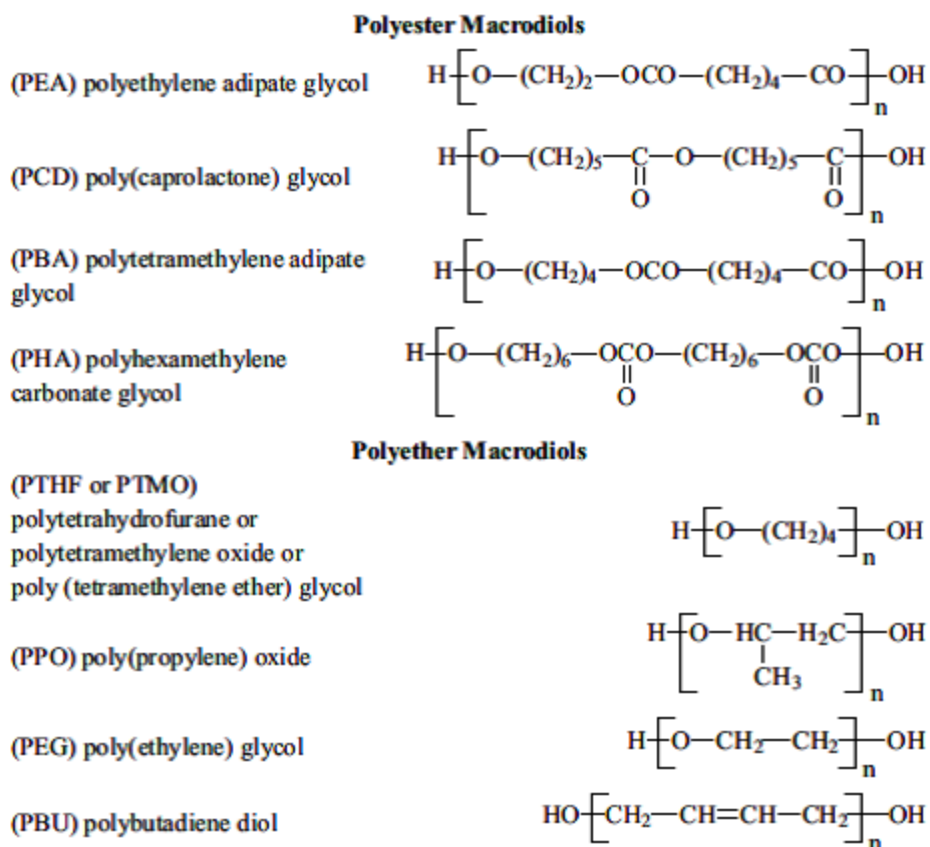 Polyester Macrodiols
(PEA) polyethylene adipate glycol
H[O—(CH₂)₂—OCO—(CH₂)₄—CO]ₙ—OH
(PCD) poly(caprolactone) glycol
H[O—(CH₂)₅—C—O—(CH₂)₅—C]ₙ—OH
O O
(PBA) polytetramethylene adipate
glycol
H[O—(CH₂)₄—OCO—(CH₂)₄—CO]ₙ—OH
(PHA) polyhexamethylene
carbonate glycol
H[O—(CH₂)₆—OCO—(CH₂)₆—OCO]ₙ—OH
O O
Polyether Macrodiols
(PTHF or PTMO)
polytetrahydrofurane or
polytetramethylene oxide or
poly (tetramethylene ether) glycol
H[O—(CH₂)₄]ₙ—OH
(PPO) poly(propylene) oxide
H[O—HC—H₂C]ₙ—OH
CH₃
(PEG) poly(ethylene) glycol
H[O—CH₂—CH₂]ₙ—OH
(PBU) polybutadiene diol
HO[CH₂—CH=CH—CH₂]ₙ—OH